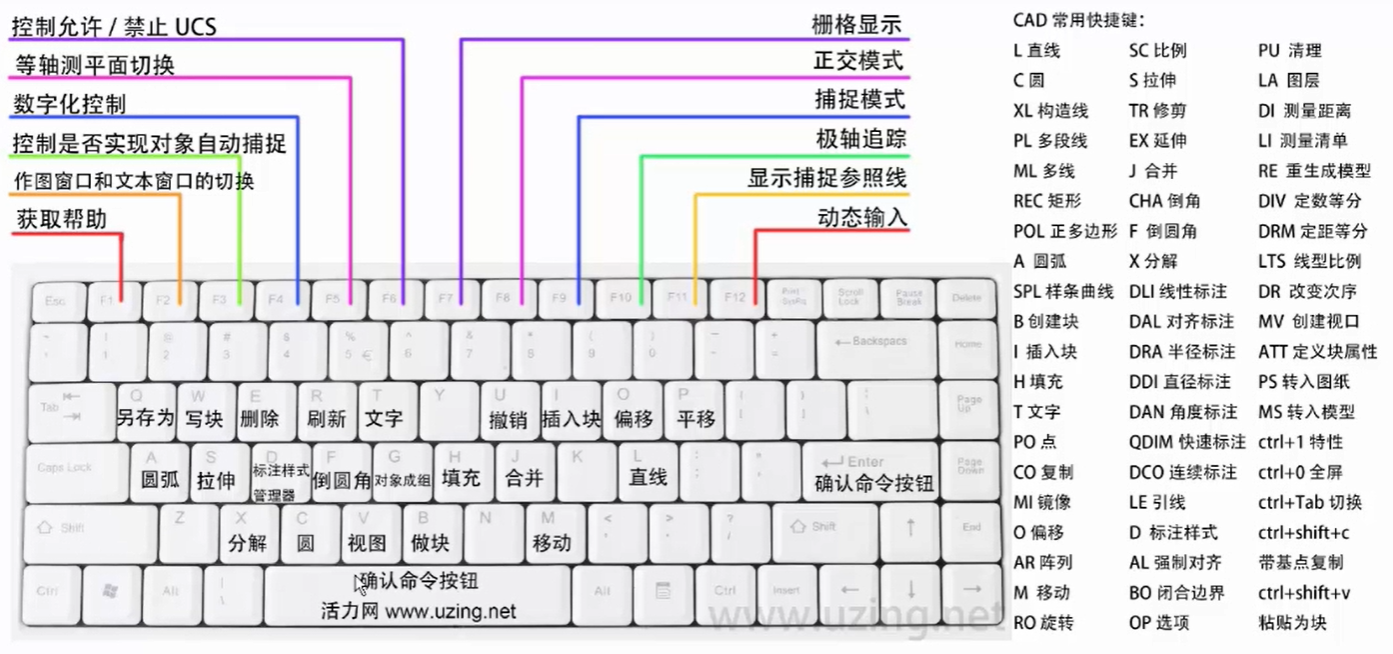 控制允许 / 禁止 UCS
等轴测平面切换
数字化控制
控制是否实现对象自动捕捉
作图窗口和文本窗口的切换
获取帮助
栅格显示
正交模式
捕捉模式
极轴追踪
显示捕捉参照线
动态输入
Esc F1 F2 F3 F4 F5 F6 F7 F8 F9 F10 F11 F12 Print Scroll Lock Pause Break Delete
! @ # $ % ^ & * ( ) _ +
1 2 3 4 5 € 6 7 8 9 0 - = ←Backspace Home
Tab Q W E R T Y U I O P Page Up
另存为 写块 删除 刷新 文字 撤销 插入块 偏移 平移
Caps Lock A S D F G H J K L ←Enter Page Down
圆弧 拉伸 标注样式 管理器 倒圆角 对象成组 填充 合并 直线 确认命令按钮
Shift Z X C V B N M < > ? Shift ↑ End
分解 圆 视图 做块 移动
Ctrl Alt 确认命令按钮 Alt Ctrl Insert ← ↓ →
活力网 www.uzing.net
www.uzing.net
CAD 常用快捷键：
L 直线 SC 比例 PU 清理
C 圆 S 拉伸 LA 图层
XL 构造线 TR 修剪 DI 测量距离
PL 多段线 EX 延伸 LI 测量清单
ML 多线 J 合并 RE 重生成模型
REC 矩形 CHA 倒角 DIV 定数等分
POL 正多边形 F 倒圆角 DRM 定距等分
A 圆弧 X 分解 LTS 线型比例
SPL 样条曲线 DLI 线性标注 DR 改变次序
B 创建块 DAL 对齐标注 MV 创建视口
I 插入块 DRA 半径标注 ATT 定义块属性
H 填充 DDI 直径标注 PS 转入图纸
T 文字 DAN 角度标注 MS 转入模型
PO 点 QDIM 快速标注 ctrl+1 特性
CO 复制 DCO 连续标注 ctrl+0 全屏
MI 镜像 LE 引线 ctrl+Tab 切换
O 偏移 D 标注样式 ctrl+shift+c
AR 阵列 AL 强制对齐 带基点复制
M 移动 BO 闭合边界 ctrl+shift+v
RO 旋转 OP 选项 粘贴为块